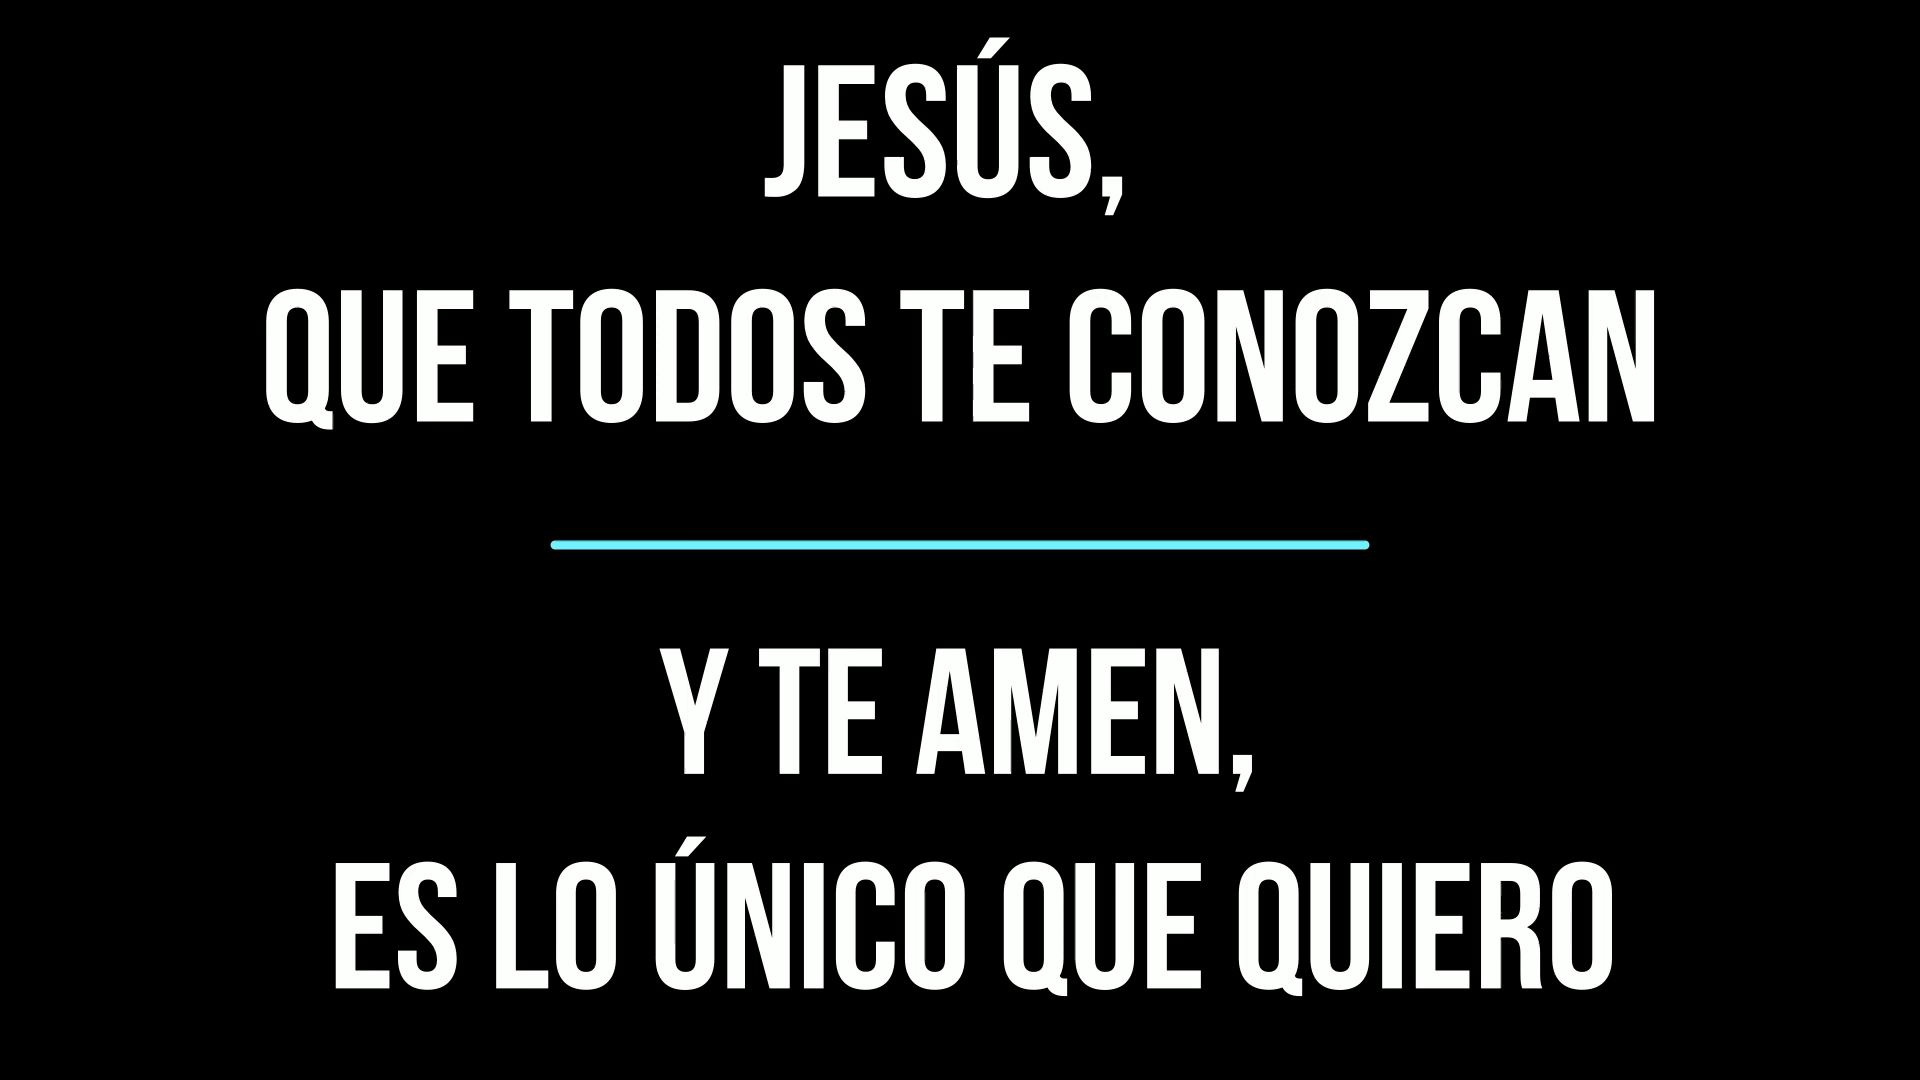 JESÚS,
QUE TODOS TE CONOZCAN
Y TE AMEN,
ES LO ÚNICO QUE QUIERO